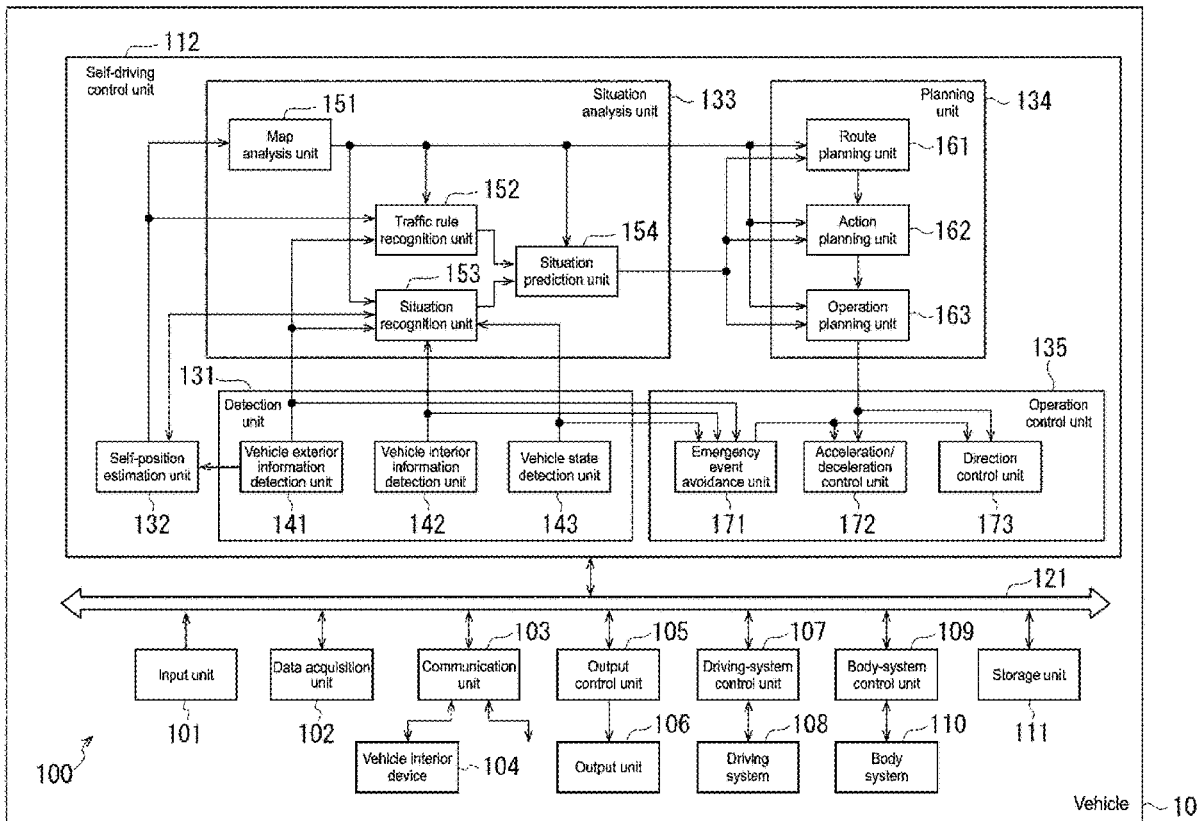 112
Self-driving
control unit
151
Map
analysis unit
Situation
analysis unit
133
152
Traffic rule
recognition unit
154
Situation
prediction unit
153
Situation
recognition unit
Planning
unit
134
Route
planning unit
161
Action
planning unit
162
Operation
planning unit
163
131
Detection
unit
Self-position
estimation unit
132
Vehicle exterior
information
detection unit
141
Vehicle interior
information
detection unit
142
Vehicle state
detection unit
143
135
Operation
control unit
Emergency
event
avoidance unit
171
Acceleration/
deceleration
control unit
172
Direction
control unit
173
121
Input unit
101
Data acquisition
unit
102
103
Communication
unit
105
Output
control unit
107
Driving-system
control unit
109
Body-system
control unit
Storage unit
111
Vehicle interior
device
104
106
Output unit
108
Driving
system
110
Body
system
100
Vehicle
10